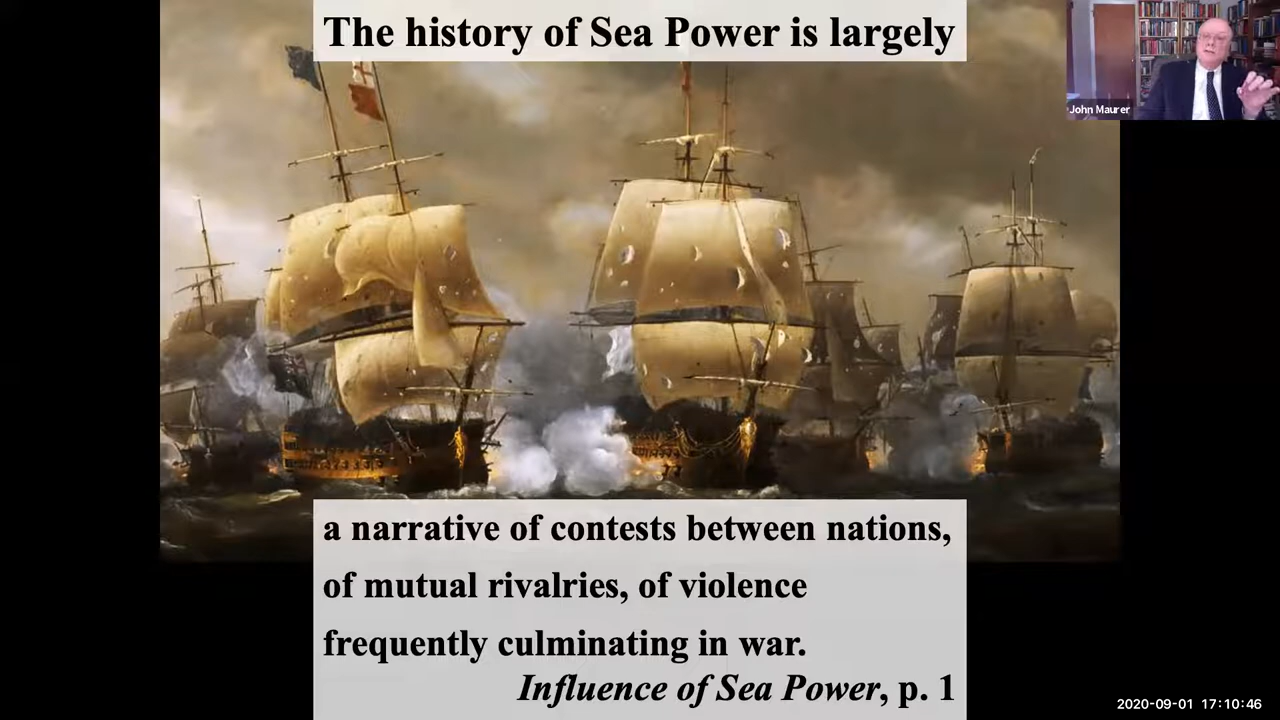 The history of Sea Power is largely
John Maurer
a narrative of contests between nations,
of mutual rivalries, of violence
frequently culminating in war.
Influence of Sea Power, p. 1
2020-09-01 17:10:46